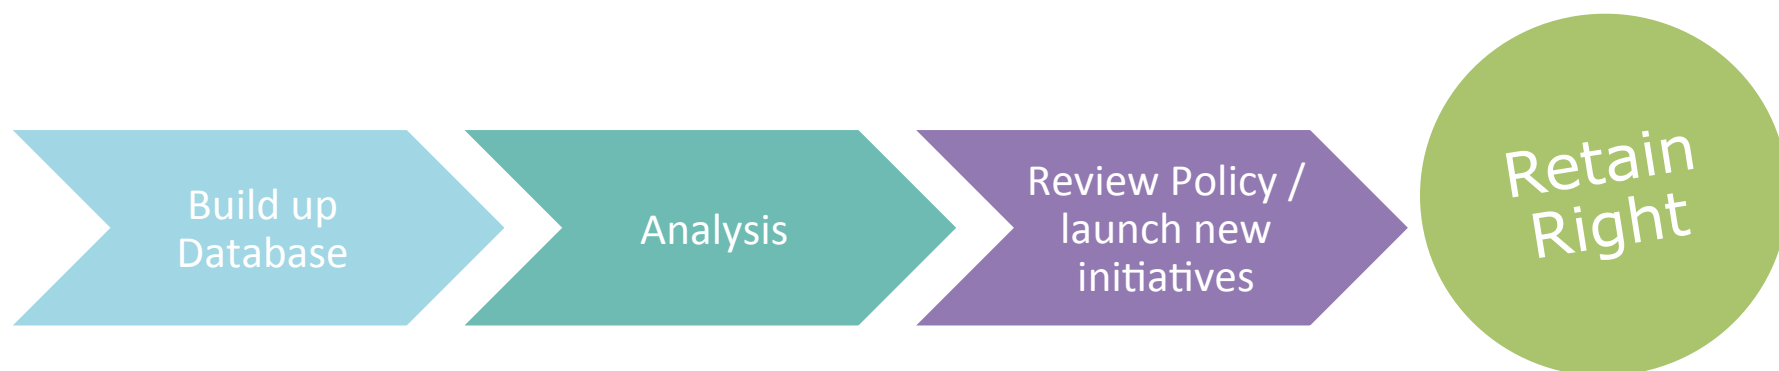 Build up
Database
Analysis
Review Policy /
launch new
initiatives
Retain
Right